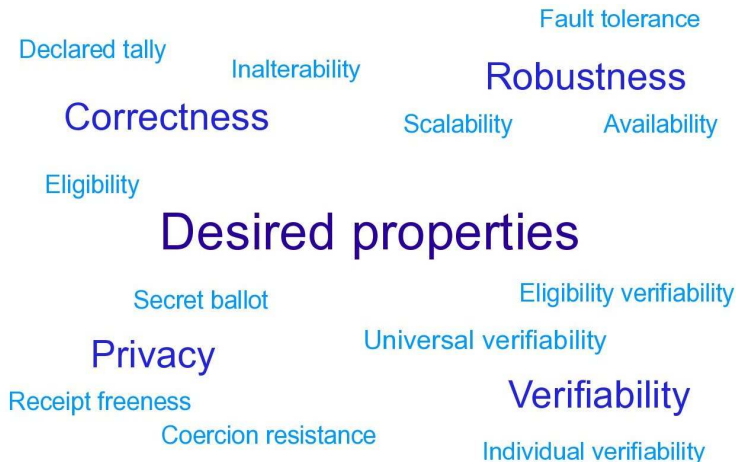 Fault tolerance
Declared tally
Inalterability
Robustness
Correctness
Scalability
Availability
Eligibility
Desired properties
Secret ballot
Eligibility verifiability
Universal verifiability
Privacy
Verifiability
Receipt freeness
Coercion resistance
Individual verifiability